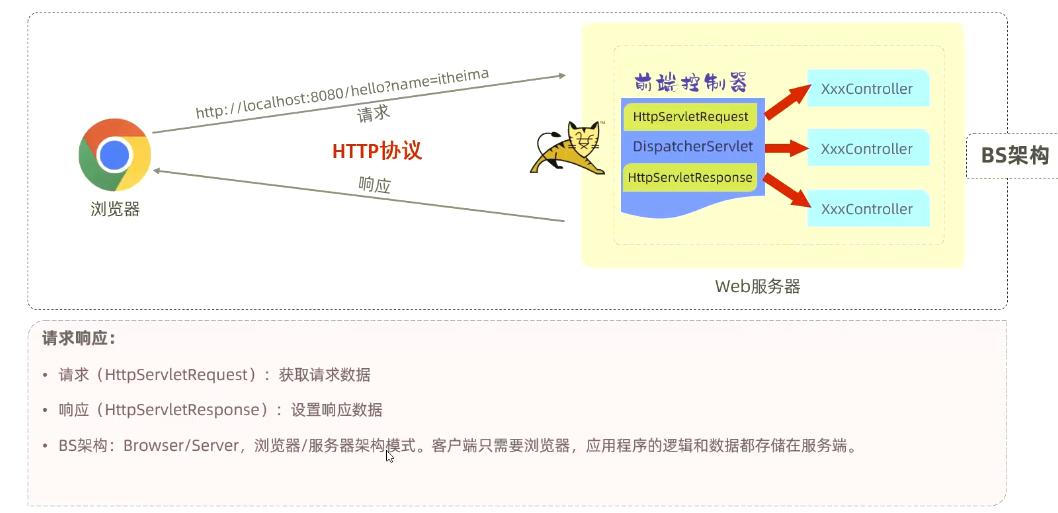 http://localhost:8080/hello?name=itheima
请求
HTTP协议
响应
浏览器
前端控制器
HttpServletRequest
DispatcherServlet
HttpServletResponse
XxxController
XxxController
XxxController
Web服务器
BS架构
请求响应：
• 请求（HttpServletRequest）：获取请求数据
• 响应（HttpServletResponse）：设置响应数据
• BS架构：Browser/Server，浏览器/服务器架构模式。客户端只需要浏览器，应用程序的逻辑和数据都存储在服务端。